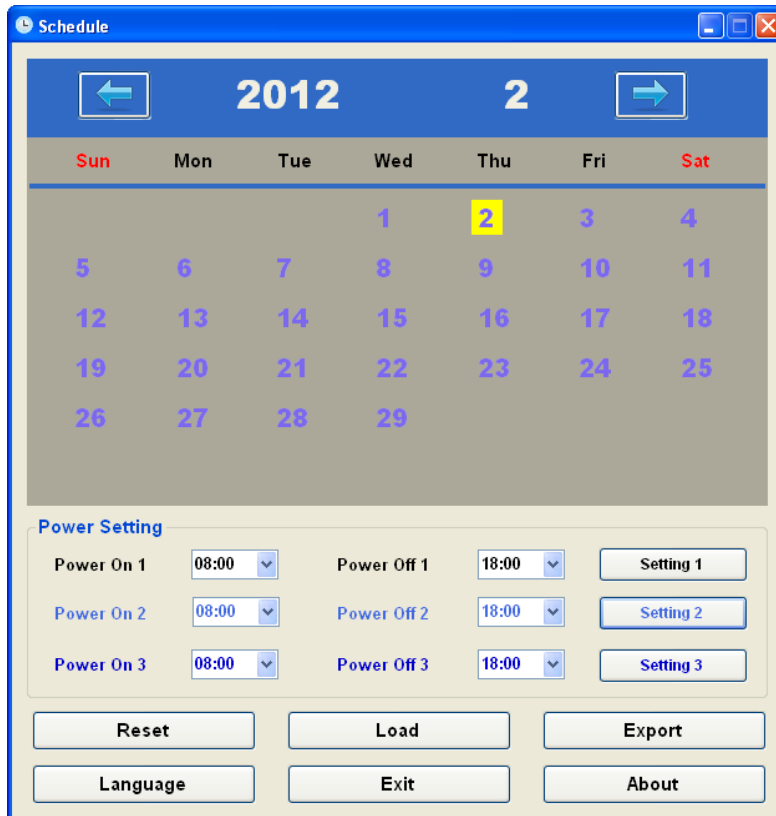 Schedule
2012 2
Sun Mon Tue Wed Thu Fri Sat
1 2 3 4
5 6 7 8 9 10 11
12 13 14 15 16 17 18
19 20 21 22 23 24 25
26 27 28 29
Power Setting
Power On 1 08:00 Power Off 1 18:00 Setting 1
Power On 2 08:00 Power Off 2 18:00 Setting 2
Power On 3 08:00 Power Off 3 18:00 Setting 3
Reset Load Export
Language Exit About